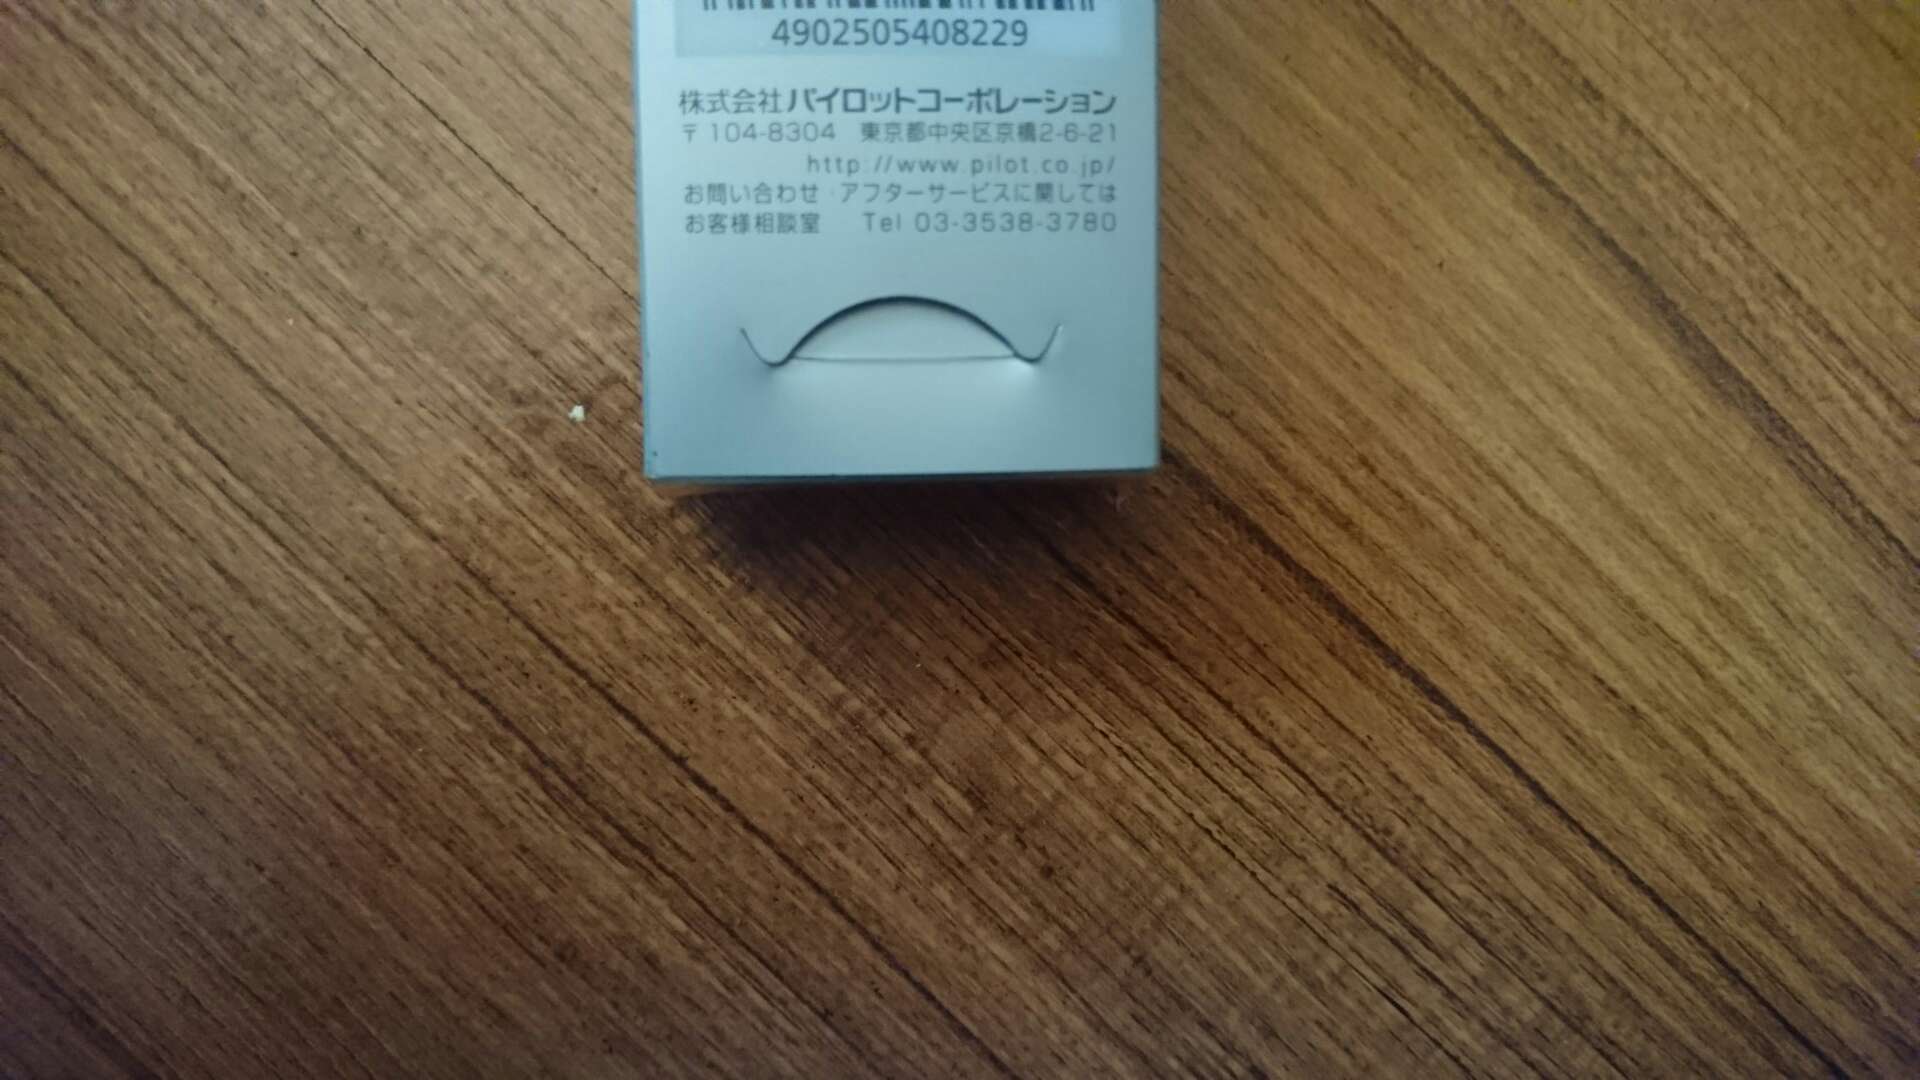 4902505408229
株式会社パイロットコーポレーション
〒104-8304 東京都中央区京橋2-6-21
http://www.pilot.co.jp/
お問い合わせ・アフターサービスに関しては
お客様相談室 Tel 03-3538-3780